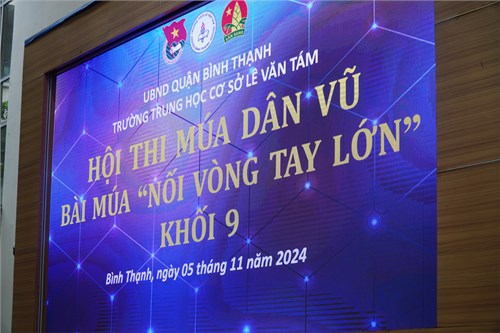 UBND QUẬN BÌNH THẠNH
TRƯỜNG TRUNG HỌC CƠ SỞ LÊ VĂN TÁM
HỘI THI MÚA DÂN VŨ
BÀI MÚA “NỐI VÒNG TAY LỚN”
KHỐI 9
Bình Thạnh, ngày 05 tháng 11 năm 2024